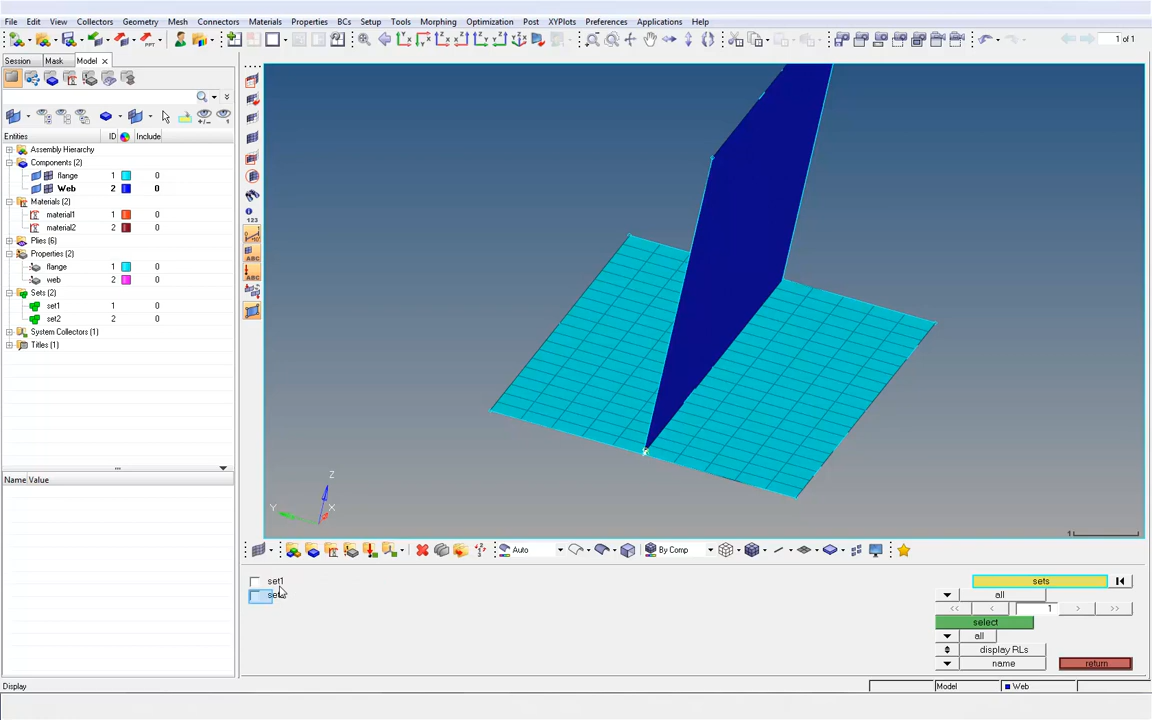 File Edit View Collectors Geometry Mesh Connectors Materials Properties BCs Setup Tools Morphing Optimization Post XYPlots Preferences Applications Help
1 of 1
Session Mask Model
Entities ID Include
Assembly Hierarchy
Components (2)
flange 1 0
Web 2 0
Materials (2)
material1 1 0
material2 2 0
Plies (6)
Properties (2)
flange 1 0
web 2 0
Sets (2)
set1 1 0
set2 2 0
System Collectors (1)
Titles (1)
Name Value
123
ABC
ABC
Z
Y
X
1
Auto By Comp
set1
sets
all
<< < 1 > >>
select
all
display RLs
name return
Display Model Web